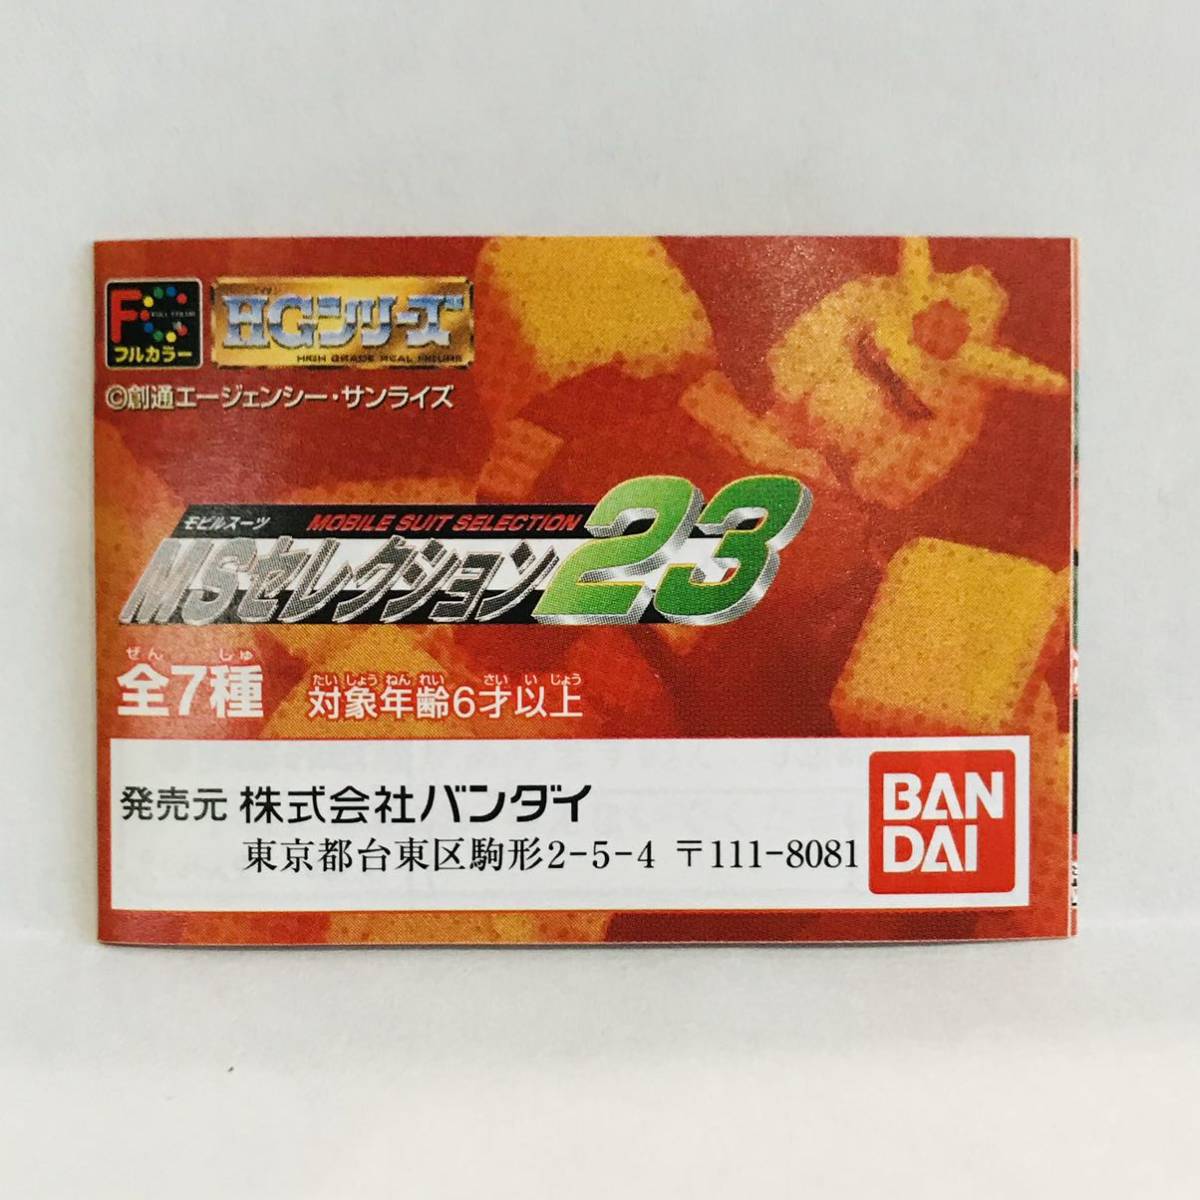 FC FULL COLOR
フルカラー
HGシリーズ
HIGH GRADE REAL FIGURE
©創通エージェンシー・サンライズ
モビルスーツ MOBILE SUIT SELECTION
MSセレクション23
ぜん しゅ
全7種
たいしょうねんれい さいいじょう
対象年齢6才以上
発売元 株式会社バンダイ
東京都台東区駒形2-5-4 〒111-8081
BAN
DAI